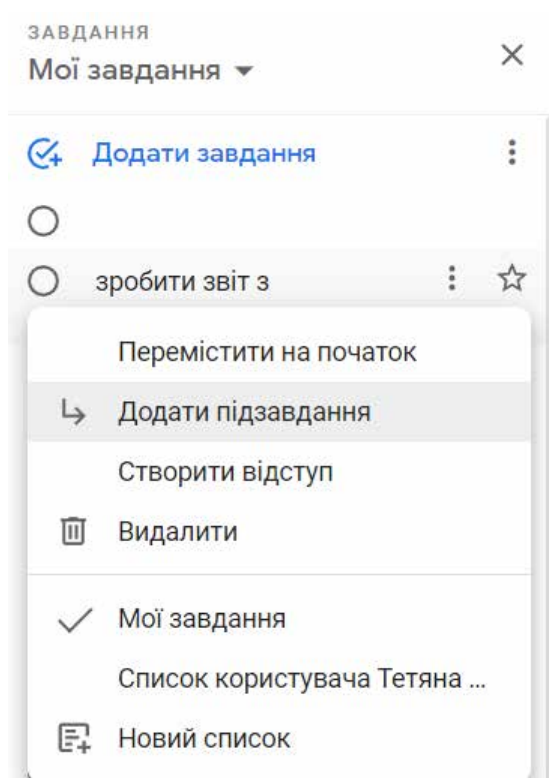 ЗАВДАННЯ
Мої завдання
Додати завдання
зробити звіт з
Перемістити на початок
Додати підзавдання
Створити відступ
Видалити
Мої завдання
Список користувача Тетяна ...
Новий список